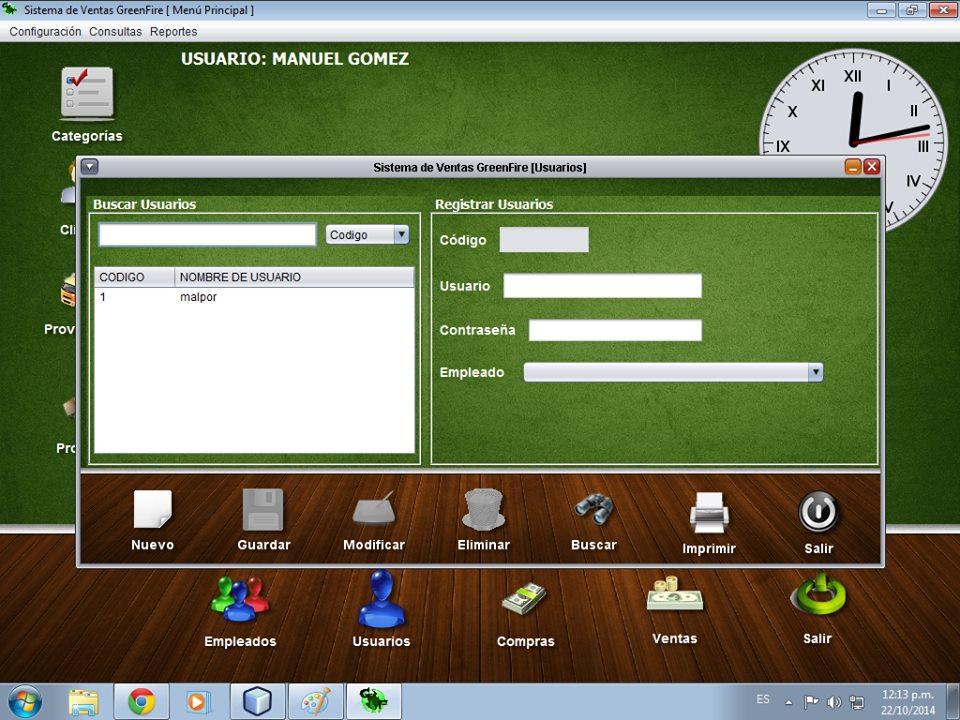 Sistema de Ventas GreenFire [ Menú Principal ]
Configuración Consultas Reportes
USUARIO: MANUEL GOMEZ
Categorías
XII
I
II
III
IV
V
IX
X
XI
Sistema de Ventas GreenFire [Usuarios]
Buscar Usuarios
Codigo
CODIGO NOMBRE DE USUARIO
1 malpor
Registrar Usuarios
Código
Usuario
Contraseña
Empleado
Cli
Prov
Pro
Nuevo Guardar Modificar Eliminar Buscar Imprimir Salir
Empleados Usuarios Compras Ventas Salir
ES
12:13 p.m.
22/10/2014